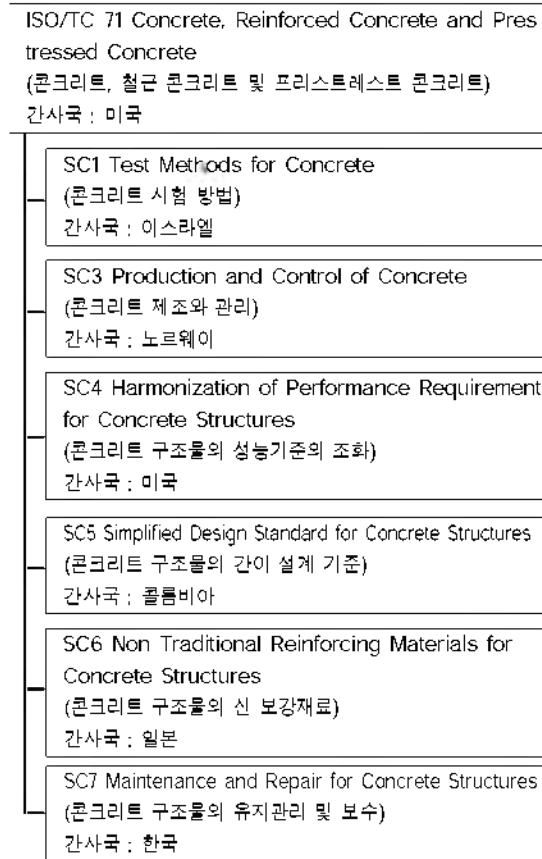 ISO/TC 71 Concrete, Reinforced Concrete and Pres
tressed Concrete
(콘크리트, 철근 콘크리트 및 프리스트레스트 콘크리트)
간사국 : 미국
SC1 Test Methods for Concrete
(콘크리트 시험 방법)
간사국 : 이스라엘
SC3 Production and Control of Concrete
(콘크리트 제조와 관리)
간사국 : 노르웨이
SC4 Harmonization of Performance Requirement
for Concrete Structures
(콘크리트 구조물의 성능기준의 조화)
간사국 : 미국
SC5 Simplified Design Standard for Concrete Structures
(콘크리트 구조물의 간이 설계 기준)
간사국 : 콜롬비아
SC6 Non Traditional Reinforcing Materials for
Concrete Structures
(콘크리트 구조물의 신 보강재료)
간사국 : 일본
SC7 Maintenance and Repair for Concrete Structures
(콘크리트 구조물의 유지관리 및 보수)
간사국 : 한국